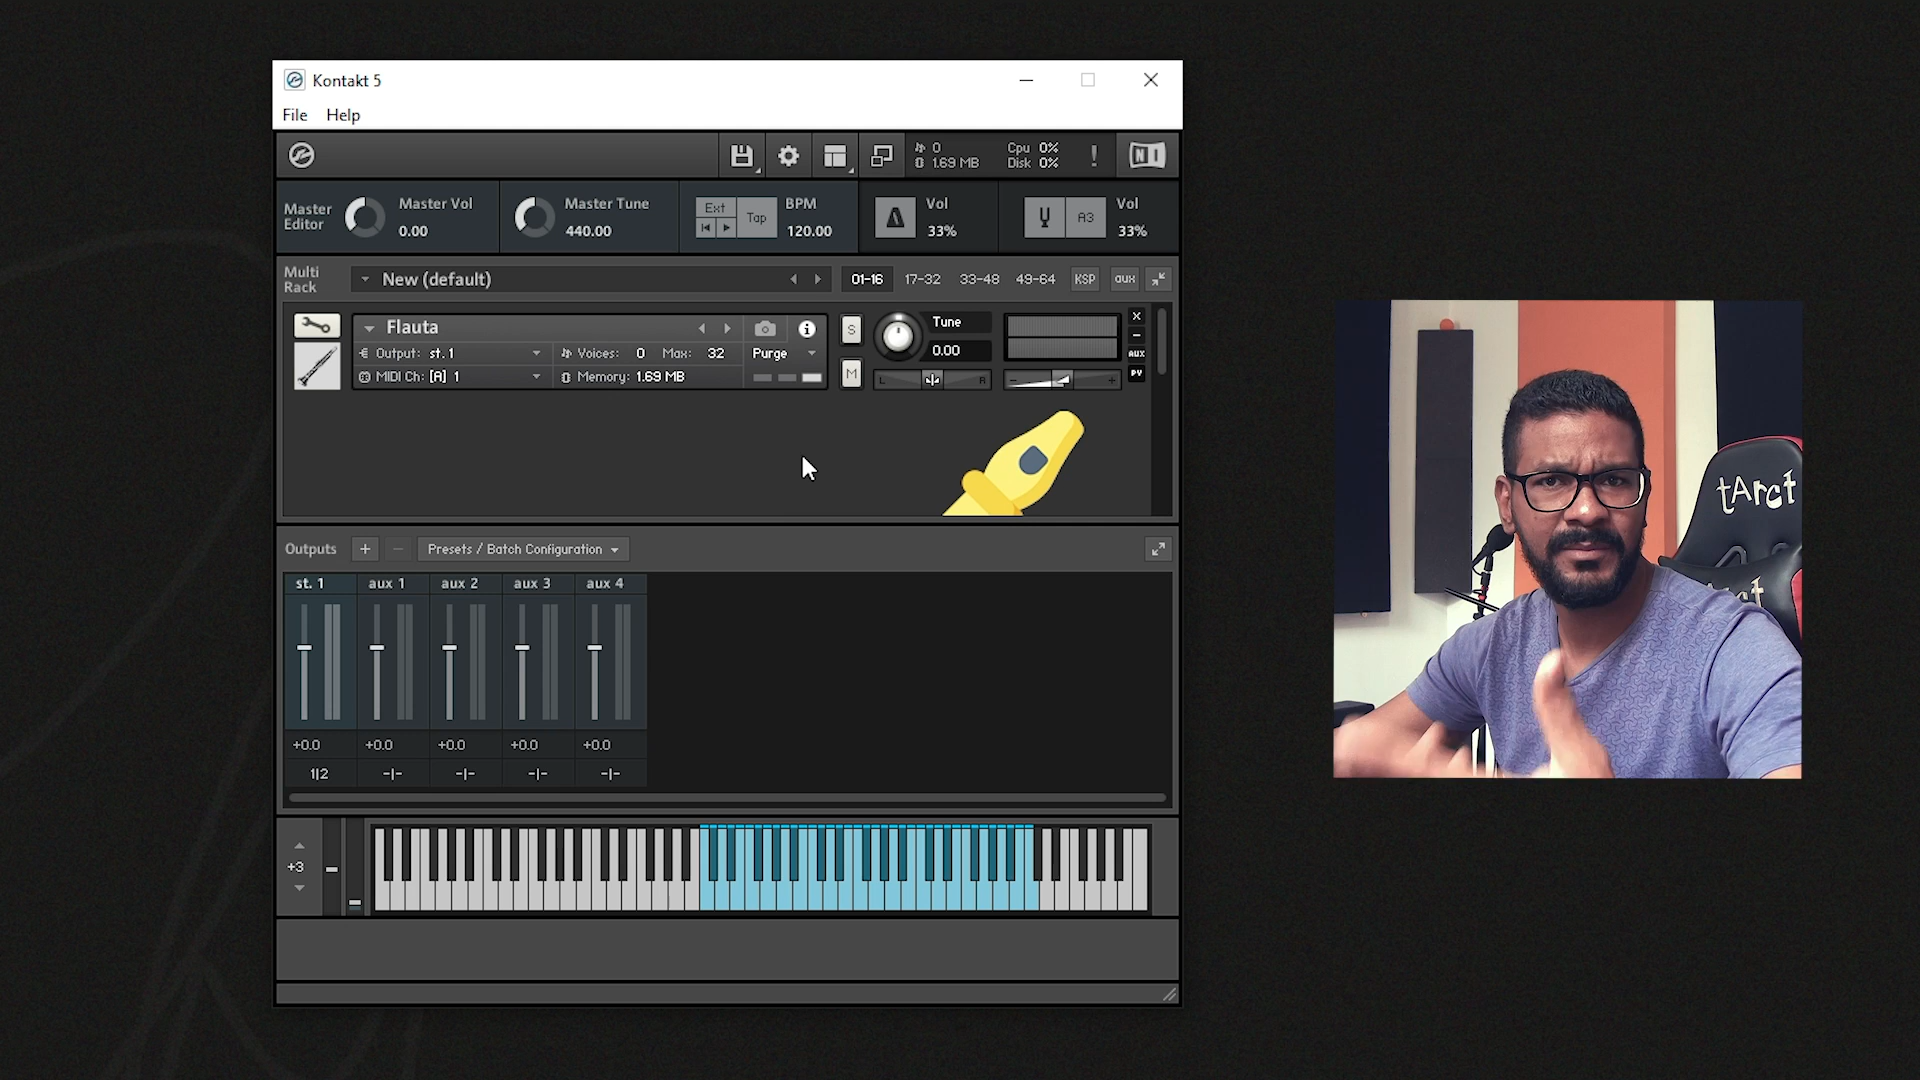 Kontakt 5
File Help
0
1.69 MB
Cpu 0%
Disk 0%
!
NI
Master Editor
Master Vol
0.00
Master Tune
440.00
Ext
Tap
BPM
120.00
Vol
33%
A3
Vol
33%
Multi Rack
New (default)
01-16 17-32 33-48 49-64 KSP aux
Flauta
i
S
Tune
0.00
x
Output: st. 1
Voices: 0 Max: 32
Purge
aux
MIDI Ch: [A] 1
Memory: 1.69 MB
M
L
R
- +
PV
Outputs + - Presets / Batch Configuration
st. 1 aux 1 aux 2 aux 3 aux 4
+0.0 +0.0 +0.0 +0.0 +0.0
1|2 -|- -|- -|- -|-
+3
tArct